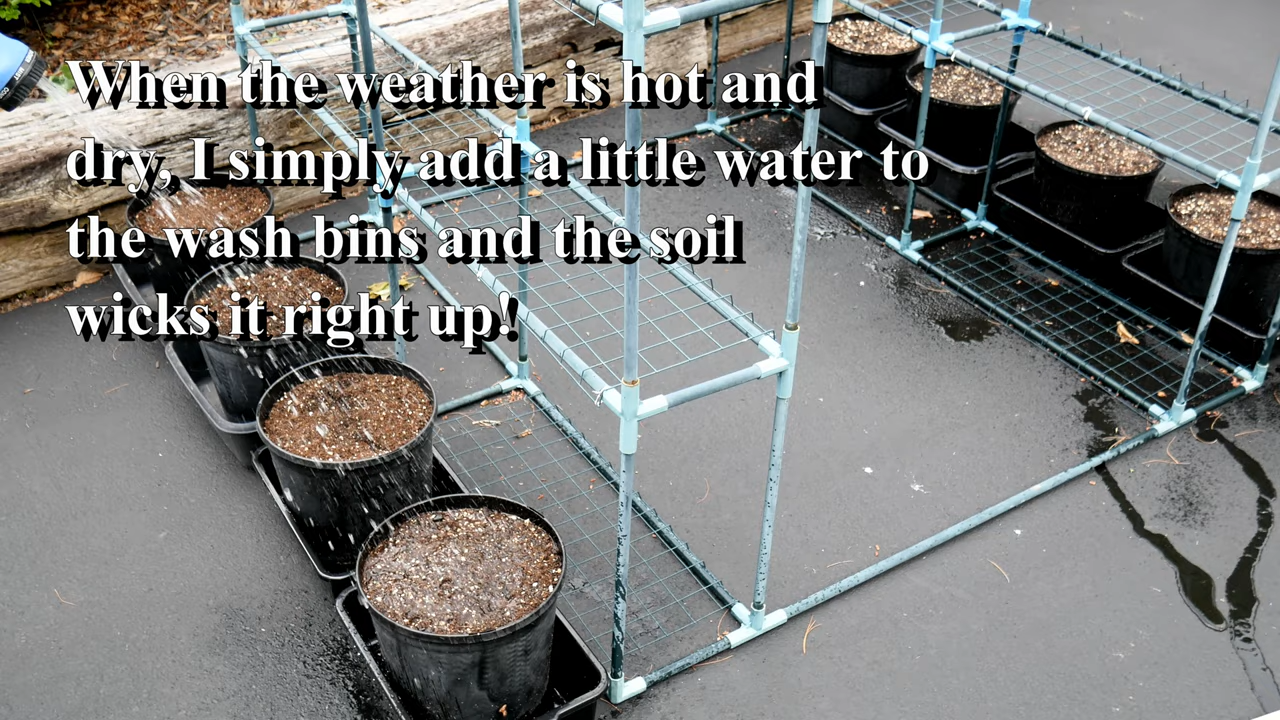 When the weather is hot and
dry, I simply add a little water to
the wash bins and the soil
wicks it right up!